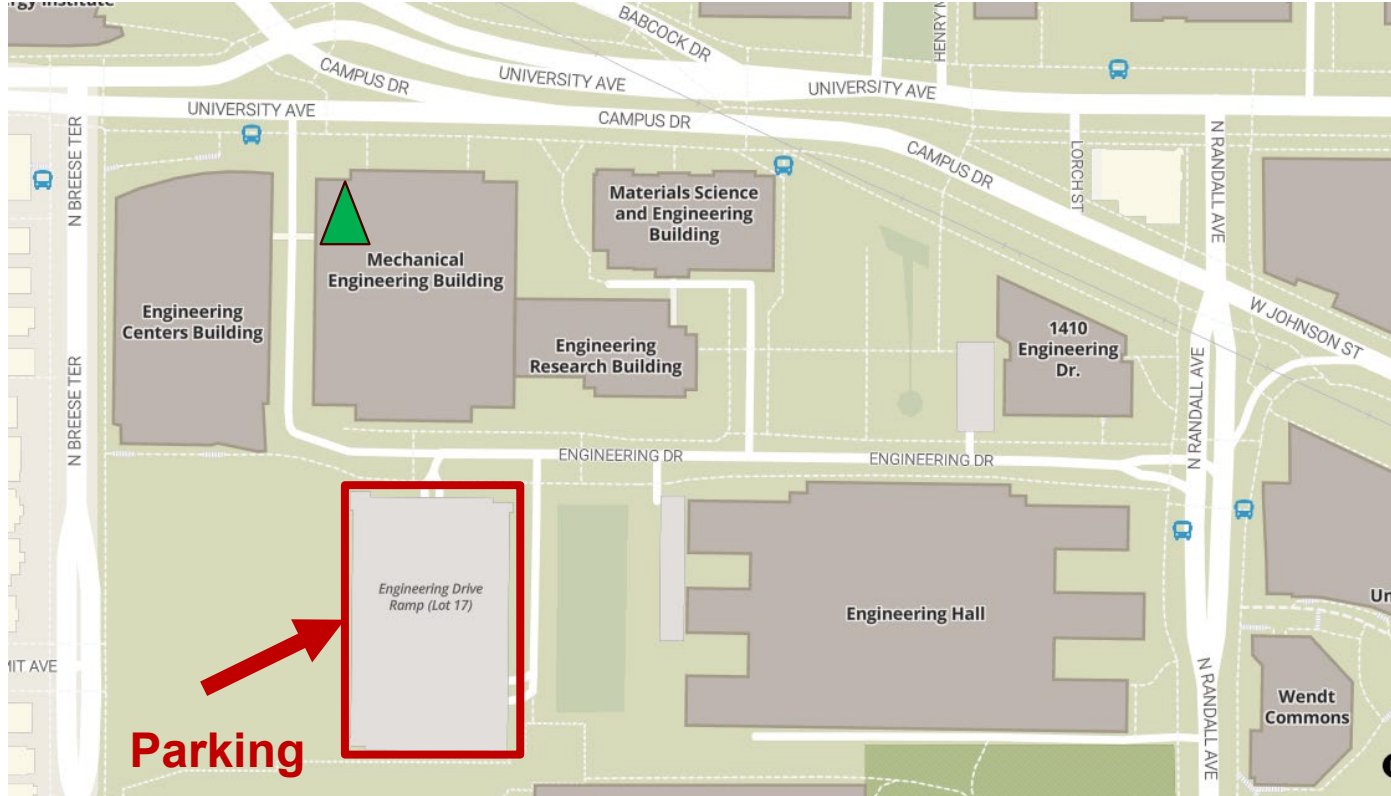 BABCOCK DR
HENRY M
CAMPUS DR
UNIVERSITY AVE
UNIVERSITY AVE
UNIVERSITY AVE
CAMPUS DR
N BREESE TER
N RANDALL AVE
LORCH ST
CAMPUS DR
Materials Science
and Engineering
Building
Mechanical
Engineering Building
Engineering
Centers Building
Engineering
Research Building
1410
Engineering
Dr.
W JOHNSON ST
N BREESE TER
N RANDALL AVE
ENGINEERING DR
ENGINEERING DR
Engineering Drive
Ramp (Lot 17)
Engineering Hall
Un
MIT AVE
N RANDALL AVE
Wendt
Commons
Parking